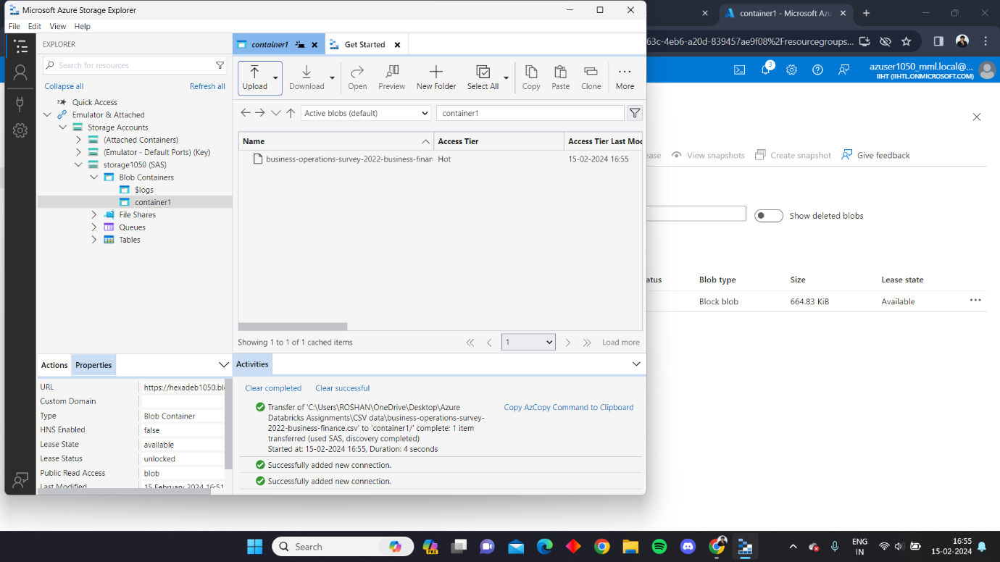 Microsoft Azure Storage Explorer
File Edit View Help
EXPLORER
Search for resources
Collapse all Refresh all
Quick Access
Emulator & Attached
Storage Accounts
(Attached Containers)
(Emulator - Default Ports) (Key)
storage1050 (SAS)
Blob Containers
$logs
container1
File Shares
Queues
Tables
Actions Properties
URL https://hexadeb1050.bl
Custom Domain
Type Blob Container
HNS Enabled false
Lease State available
Lease Status unlocked
Public Read Access blob
Last Modified 15 February 2024 16:51
container1 Get Started
Upload Download Open Preview New Folder Select All Copy Paste Clone More
Active blobs (default) container1
Name Access Tier Access Tier Last Mod
business-operations-survey-2022-business-finan Hot 15-02-2024 16:55
Showing 1 to 1 of 1 cached items 1 Load more
Activities
Clear completed Clear successful
Transfer of 'C:\Users\ROSHAN\OneDrive\Desktop\Azure
Databricks Assignments\CSV data\business-operations-survey-
2022-business-finance.csv' to 'container1/' complete: 1 item
transferred (used SAS, discovery completed)
Started at: 15-02-2024 16:55, Duration: 4 seconds
Copy AzCopy Command to Clipboard
Successfully added new connection.
Successfully added new connection.
container1 - Microsoft Azu
63c-4eb6-a20d-839457ae9f08%2Fresourcegroups...
3
azuser1050_mml.local@...
IIHT (IIHTL.ONMICROSOFT.COM)
ease View snapshots Create snapshot Give feedback
Show deleted blobs
atus Blob type Size Lease state
Block blob 664.83 KiB Available
Search
PRE
ENG
IN
16:55
15-02-2024